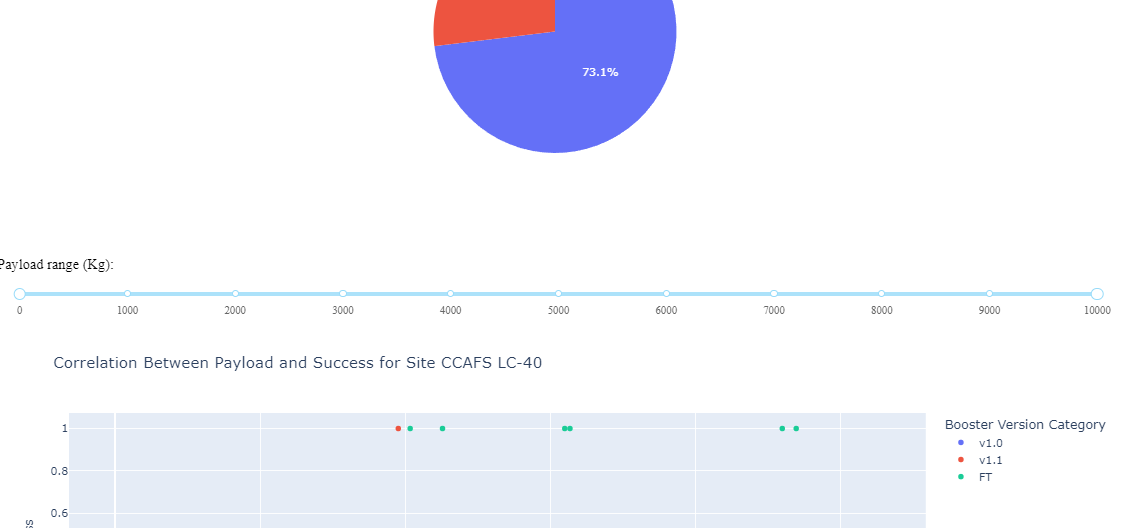 73.1%
Payload range (Kg):
0 1000 2000 3000 4000 5000 6000 7000 8000 9000 10000
Correlation Between Payload and Success for Site CCAFS LC-40
Booster Version Category
v1.0
v1.1
FT
1
0.8
0.6